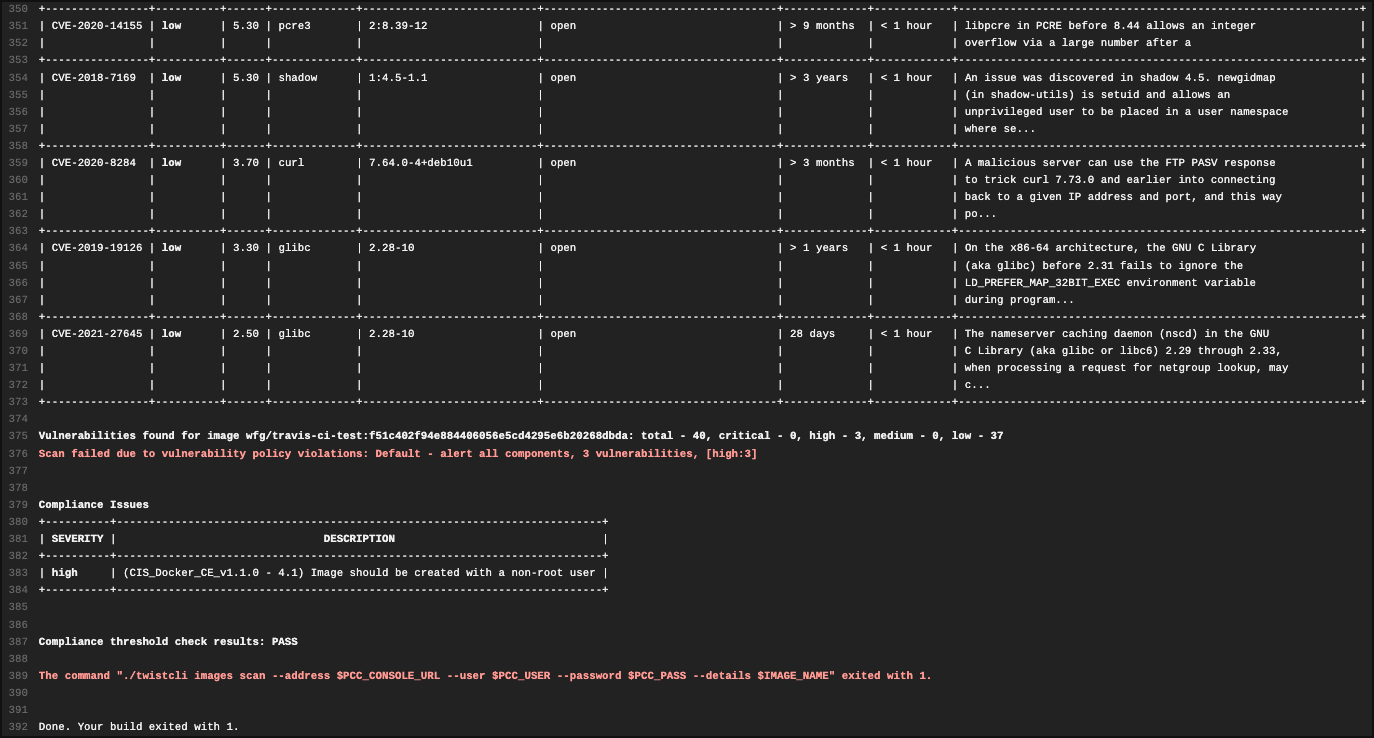 350 +----------------+----------+------+-------------+---------------------------+------------------------------------+-------------+------------+--------------------------------------------------------------+
351 | CVE-2020-14155 | low | 5.30 | pcre3 | 2:8.39-12 | open | > 9 months | < 1 hour | libpcre in PCRE before 8.44 allows an integer |
352 | | | | | | | | | overflow via a large number after a |
353 +----------------+----------+------+-------------+---------------------------+------------------------------------+-------------+------------+--------------------------------------------------------------+
354 | CVE-2018-7169 | low | 5.30 | shadow | 1:4.5-1.1 | open | > 3 years | < 1 hour | An issue was discovered in shadow 4.5. newgidmap |
355 | | | | | | | | | (in shadow-utils) is setuid and allows an |
356 | | | | | | | | | unprivileged user to be placed in a user namespace |
357 | | | | | | | | | where se... |
358 +----------------+----------+------+-------------+---------------------------+------------------------------------+-------------+------------+--------------------------------------------------------------+
359 | CVE-2020-8284 | low | 3.70 | curl | 7.64.0-4+deb10u1 | open | > 3 months | < 1 hour | A malicious server can use the FTP PASV response |
360 | | | | | | | | | to trick curl 7.73.0 and earlier into connecting |
361 | | | | | | | | | back to a given IP address and port, and this way |
362 | | | | | | | | | po... |
363 +----------------+----------+------+-------------+---------------------------+------------------------------------+-------------+------------+--------------------------------------------------------------+
364 | CVE-2019-19126 | low | 3.30 | glibc | 2.28-10 | open | > 1 years | < 1 hour | On the x86-64 architecture, the GNU C Library |
365 | | | | | | | | | (aka glibc) before 2.31 fails to ignore the |
366 | | | | | | | | | LD_PREFER_MAP_32BIT_EXEC environment variable |
367 | | | | | | | | | during program... |
368 +----------------+----------+------+-------------+---------------------------+------------------------------------+-------------+------------+--------------------------------------------------------------+
369 | CVE-2021-27645 | low | 2.50 | glibc | 2.28-10 | open | 28 days | < 1 hour | The nameserver caching daemon (nscd) in the GNU |
370 | | | | | | | | | C Library (aka glibc or libc6) 2.29 through 2.33, |
371 | | | | | | | | | when processing a request for netgroup lookup, may |
372 | | | | | | | | | c... |
373 +----------------+----------+------+-------------+---------------------------+------------------------------------+-------------+------------+--------------------------------------------------------------+
374
375 Vulnerabilities found for image wfg/travis-ci-test:f51c402f94e884406056e5cd4295e6b20268dbda: total - 40, critical - 0, high - 3, medium - 0, low - 37
376 Scan failed due to vulnerability policy violations: Default - alert all components, 3 vulnerabilities, [high:3]
377
378
379 Compliance Issues
380 +----------+---------------------------------------------------------------------------+
381 | SEVERITY | DESCRIPTION |
382 +----------+---------------------------------------------------------------------------+
383 | high | (CIS_Docker_CE_v1.1.0 - 4.1) Image should be created with a non-root user |
384 +----------+---------------------------------------------------------------------------+
385
386
387 Compliance threshold check results: PASS
388
389 The command "./twistcli images scan --address $PCC_CONSOLE_URL --user $PCC_USER --password $PCC_PASS --details $IMAGE_NAME" exited with 1.
390
391
392 Done. Your build exited with 1.